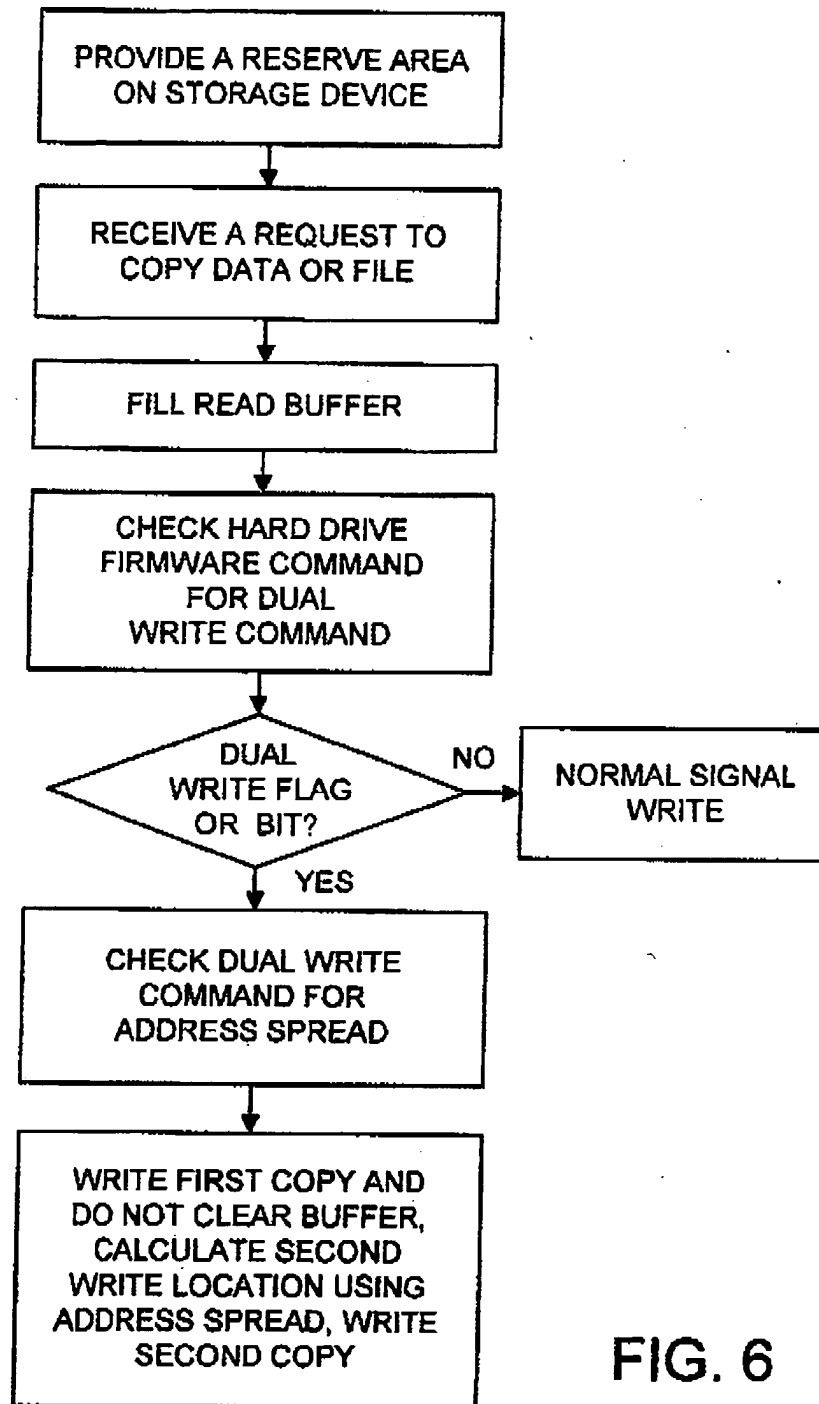 PROVIDE A RESERVE AREA
ON STORAGE DEVICE
RECEIVE A REQUEST TO
COPY DATA OR FILE
FILL READ BUFFER
CHECK HARD DRIVE
FIRMWARE COMMAND
FOR DUAL
WRITE COMMAND
DUAL
WRITE FLAG
OR BIT?
NO
NORMAL SIGNAL
WRITE
YES
CHECK DUAL WRITE
COMMAND FOR
ADDRESS SPREAD
WRITE FIRST COPY AND
DO NOT CLEAR BUFFER,
CALCULATE SECOND
WRITE LOCATION USING
ADDRESS SPREAD, WRITE
SECOND COPY
FIG. 6